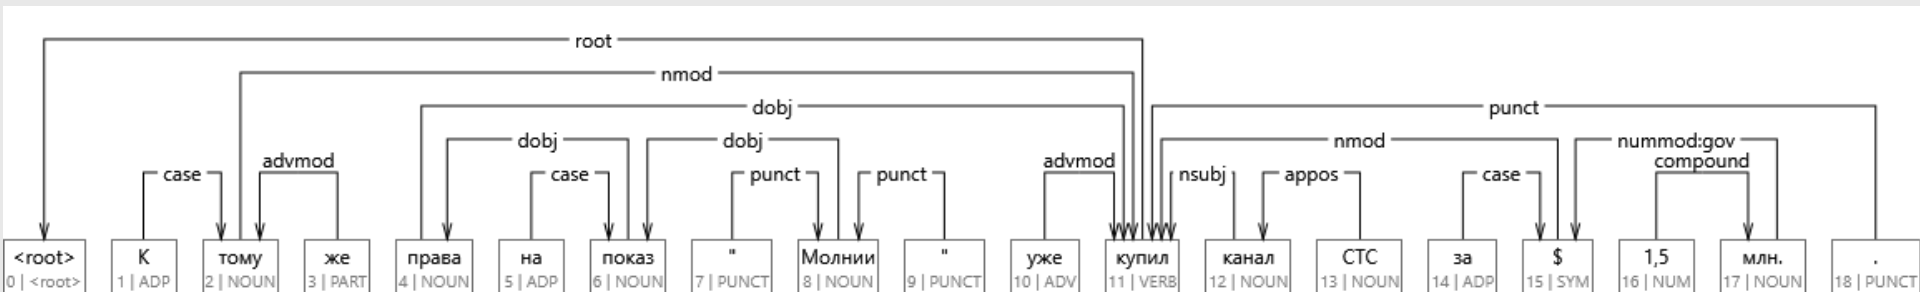 root
nmod
dobj punct
dobj dobj nmod nummod:gov
advmod advmod compound
case case punct punct nsubj appos case
<root> К тому же права на показ " Молнии " уже купил канал СТС за $ 1,5 млн. .
0 | <root> 1 | ADP 2 | NOUN 3 | PART 4 | NOUN 5 | ADP 6 | NOUN 7 | PUNCT 8 | NOUN 9 | PUNCT 10 | ADV 11 | VERB 12 | NOUN 13 | NOUN 14 | ADP 15 | SYM 16 | NUM 17 | NOUN 18 | PUNCT